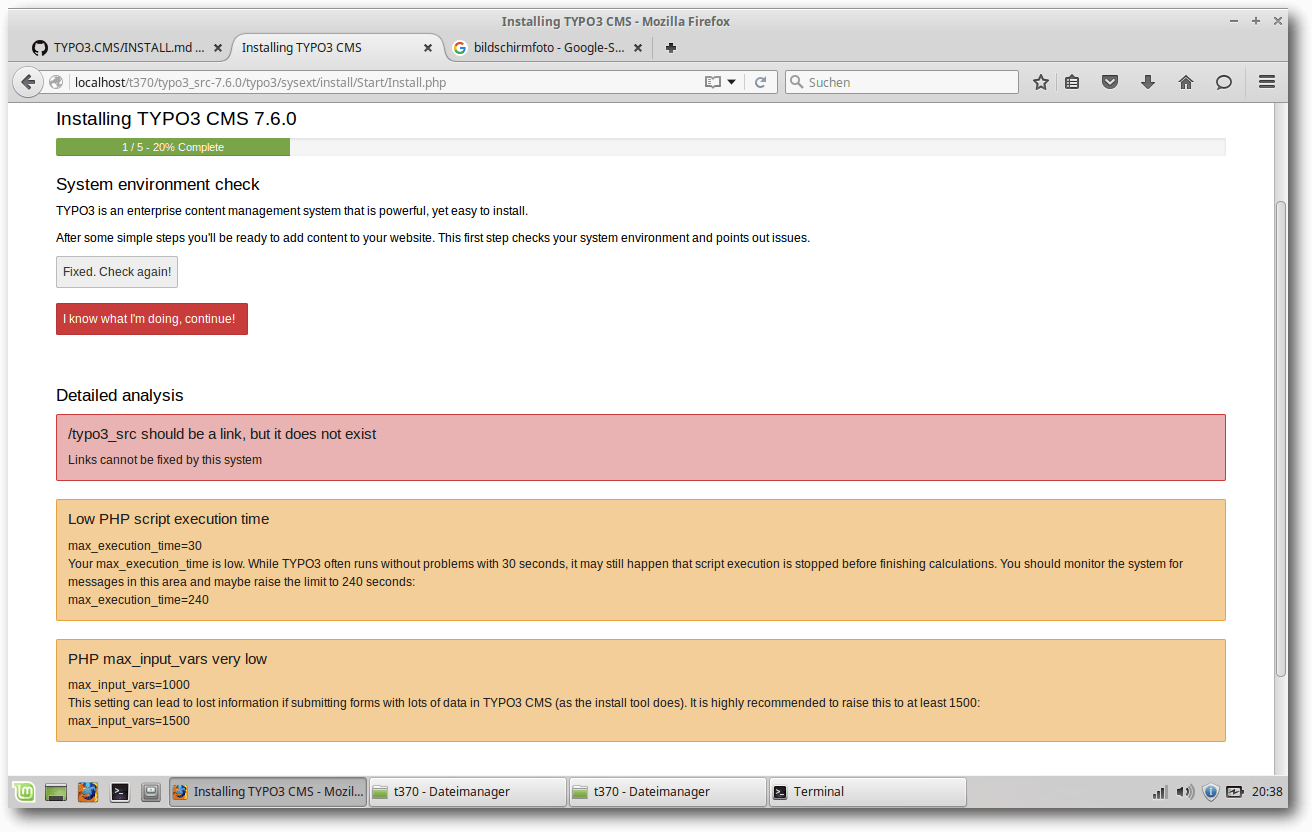 Installing TYPO3 CMS - Mozilla Firefox
TYPO3.CMS/INSTALL.md ...
Installing TYPO3 CMS
bildschirmfoto - Google-S...
localhost/t370/typo3_src-7.6.0/typo3/sysext/install/Start/Install.php
Suchen
Installing TYPO3 CMS 7.6.0
1 / 5 - 20% Complete
System environment check
TYPO3 is an enterprise content management system that is powerful, yet easy to install.
After some simple steps you'll be ready to add content to your website. This first step checks your system environment and points out issues.
Fixed. Check again!
I know what I'm doing, continue!
Detailed analysis
/typo3_src should be a link, but it does not exist
Links cannot be fixed by this system
Low PHP script execution time
max_execution_time=30
Your max_execution_time is low. While TYPO3 often runs without problems with 30 seconds, it may still happen that script execution is stopped before finishing calculations. You should monitor the system for
messages in this area and maybe raise the limit to 240 seconds:
max_execution_time=240
PHP max_input_vars very low
max_input_vars=1000
This setting can lead to lost information if submitting forms with lots of data in TYPO3 CMS (as the install tool does). It is highly recommended to raise this to at least 1500:
max_input_vars=1500
Installing TYPO3 CMS - Mozil...
t370 - Dateimanager
t370 - Dateimanager
Terminal
20:38